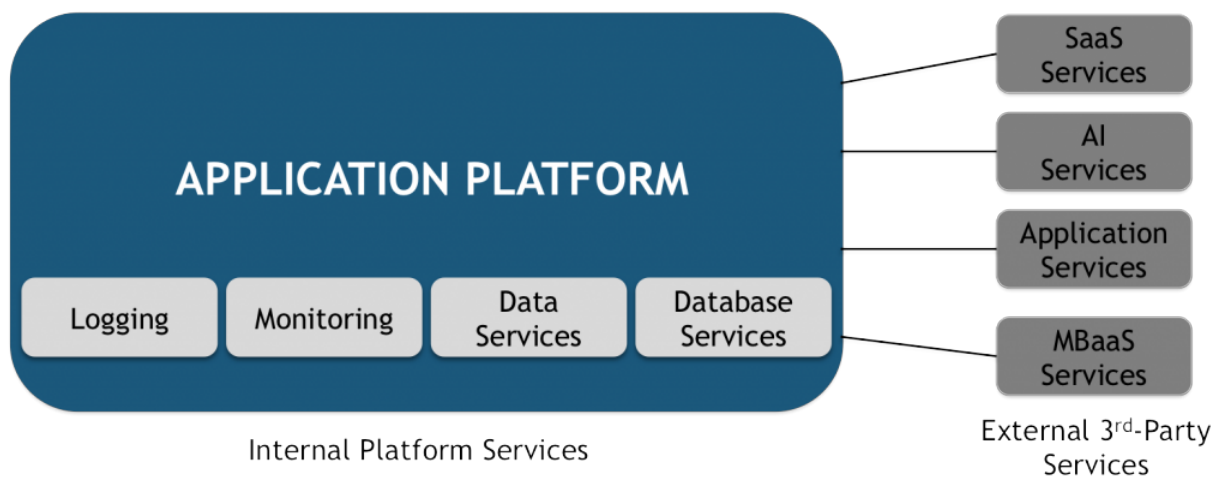 APPLICATION PLATFORM
Logging
Monitoring
Data
Services
Database
Services
Internal Platform Services
SaaS
Services
AI
Services
Application
Services
MBaaS
Services
External 3rd-Party
Services